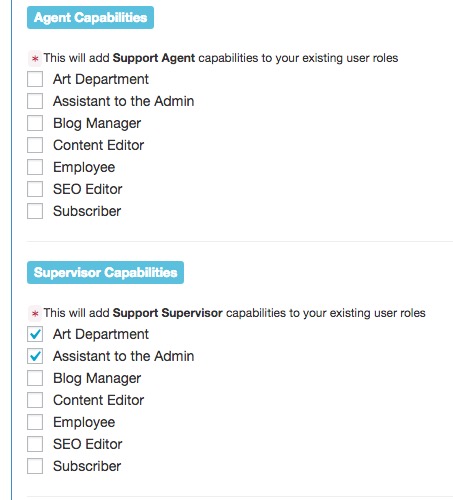 Agent Capabilities
* This will add Support Agent capabilities to your existing user roles
Art Department
Assistant to the Admin
Blog Manager
Content Editor
Employee
SEO Editor
Subscriber
Supervisor Capabilities
* This will add Support Supervisor capabilities to your existing user roles
Art Department
Assistant to the Admin
Blog Manager
Content Editor
Employee
SEO Editor
Subscriber